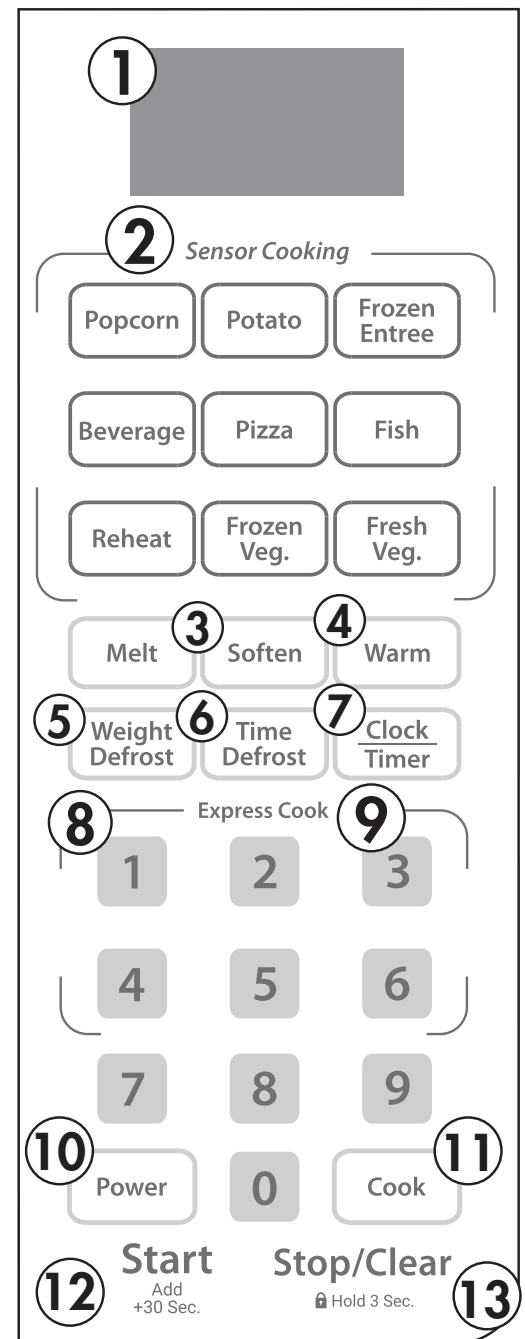 1
2 Sensor Cooking
Popcorn Potato Frozen Entree
Beverage Pizza Fish
Reheat Frozen Veg. Fresh Veg.
3 4
Melt Soften Warm
5 6 7
Weight Defrost Time Defrost Clock Timer
8 Express Cook 9
1 2 3
4 5 6
7 8 9
10 11
Power 0 Cook
Start Stop/Clear
12 Add +30 Sec. Hold 3 Sec. 13